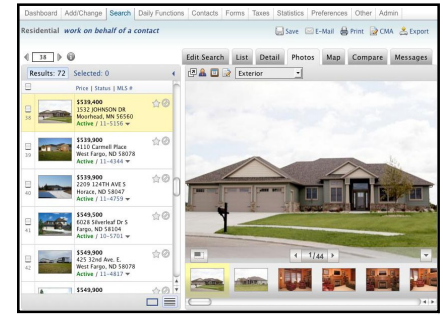 Dashboard Add/Change Search Daily Functions Contacts Forms Taxes Statistics Preferences Other Admin
Residential work on behalf of a contact Save E-Mail Print CMA Export
38
Edit Search List Detail Photos Map Compare Messages
Results: 72 Selected: 0
Exterior
Price | Status | MLS #
38
$539,400
1532 JOHNSON DR
Moorhead, MN 56560
Active / 11-5156
39
$539,900
4110 Carmell Place
West Fargo, ND 58078
Active / 11-4344
40
$539,900
2209 124TH AVE S
Horace, ND 58047
Active / 11-4759
41
$549,500
6028 Silverleaf Dr S
Fargo, ND 58104
Active / 10-5701
42
$549,900
425 32nd Ave. E.
West Fargo, ND 58078
Active / 11-4817
$549,900
1/44